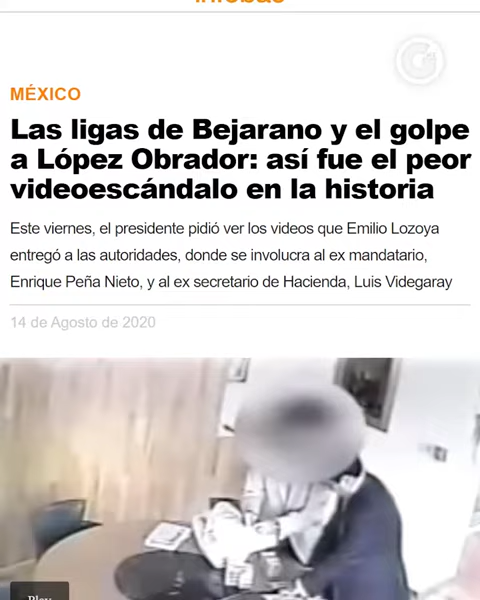 infobae
MÉXICO
Las ligas de Bejarano y el golpe
a López Obrador: así fue el peor
videoescándalo en la historia
Este viernes, el presidente pidió ver los videos que Emilio Lozoya
entregó a las autoridades, donde se involucra al ex mandatario,
Enrique Peña Nieto, y al ex secretario de Hacienda, Luis Videgaray
14 de Agosto de 2020
Play